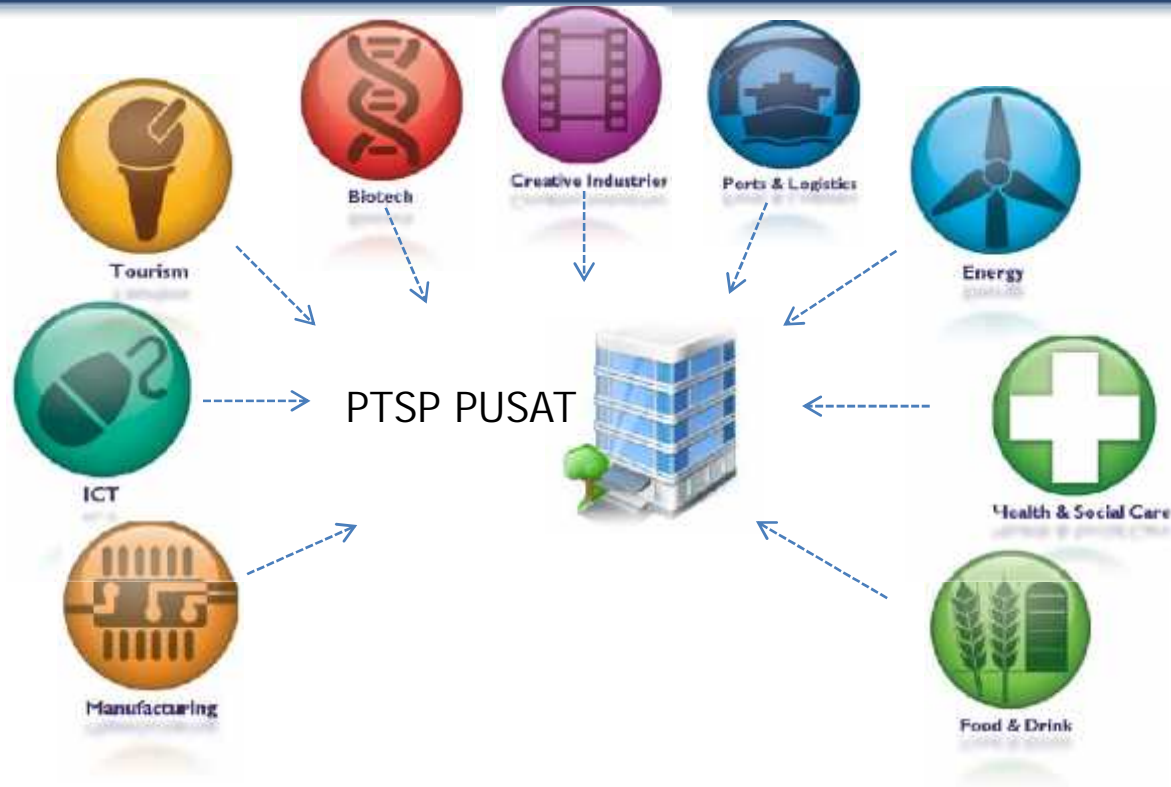 Biotech
Creative Industries
Ports & Logistics
Tourism
Energy
PTSP PUSAT
ICT
Health & Social Care
Manufacturing
Food & Drink